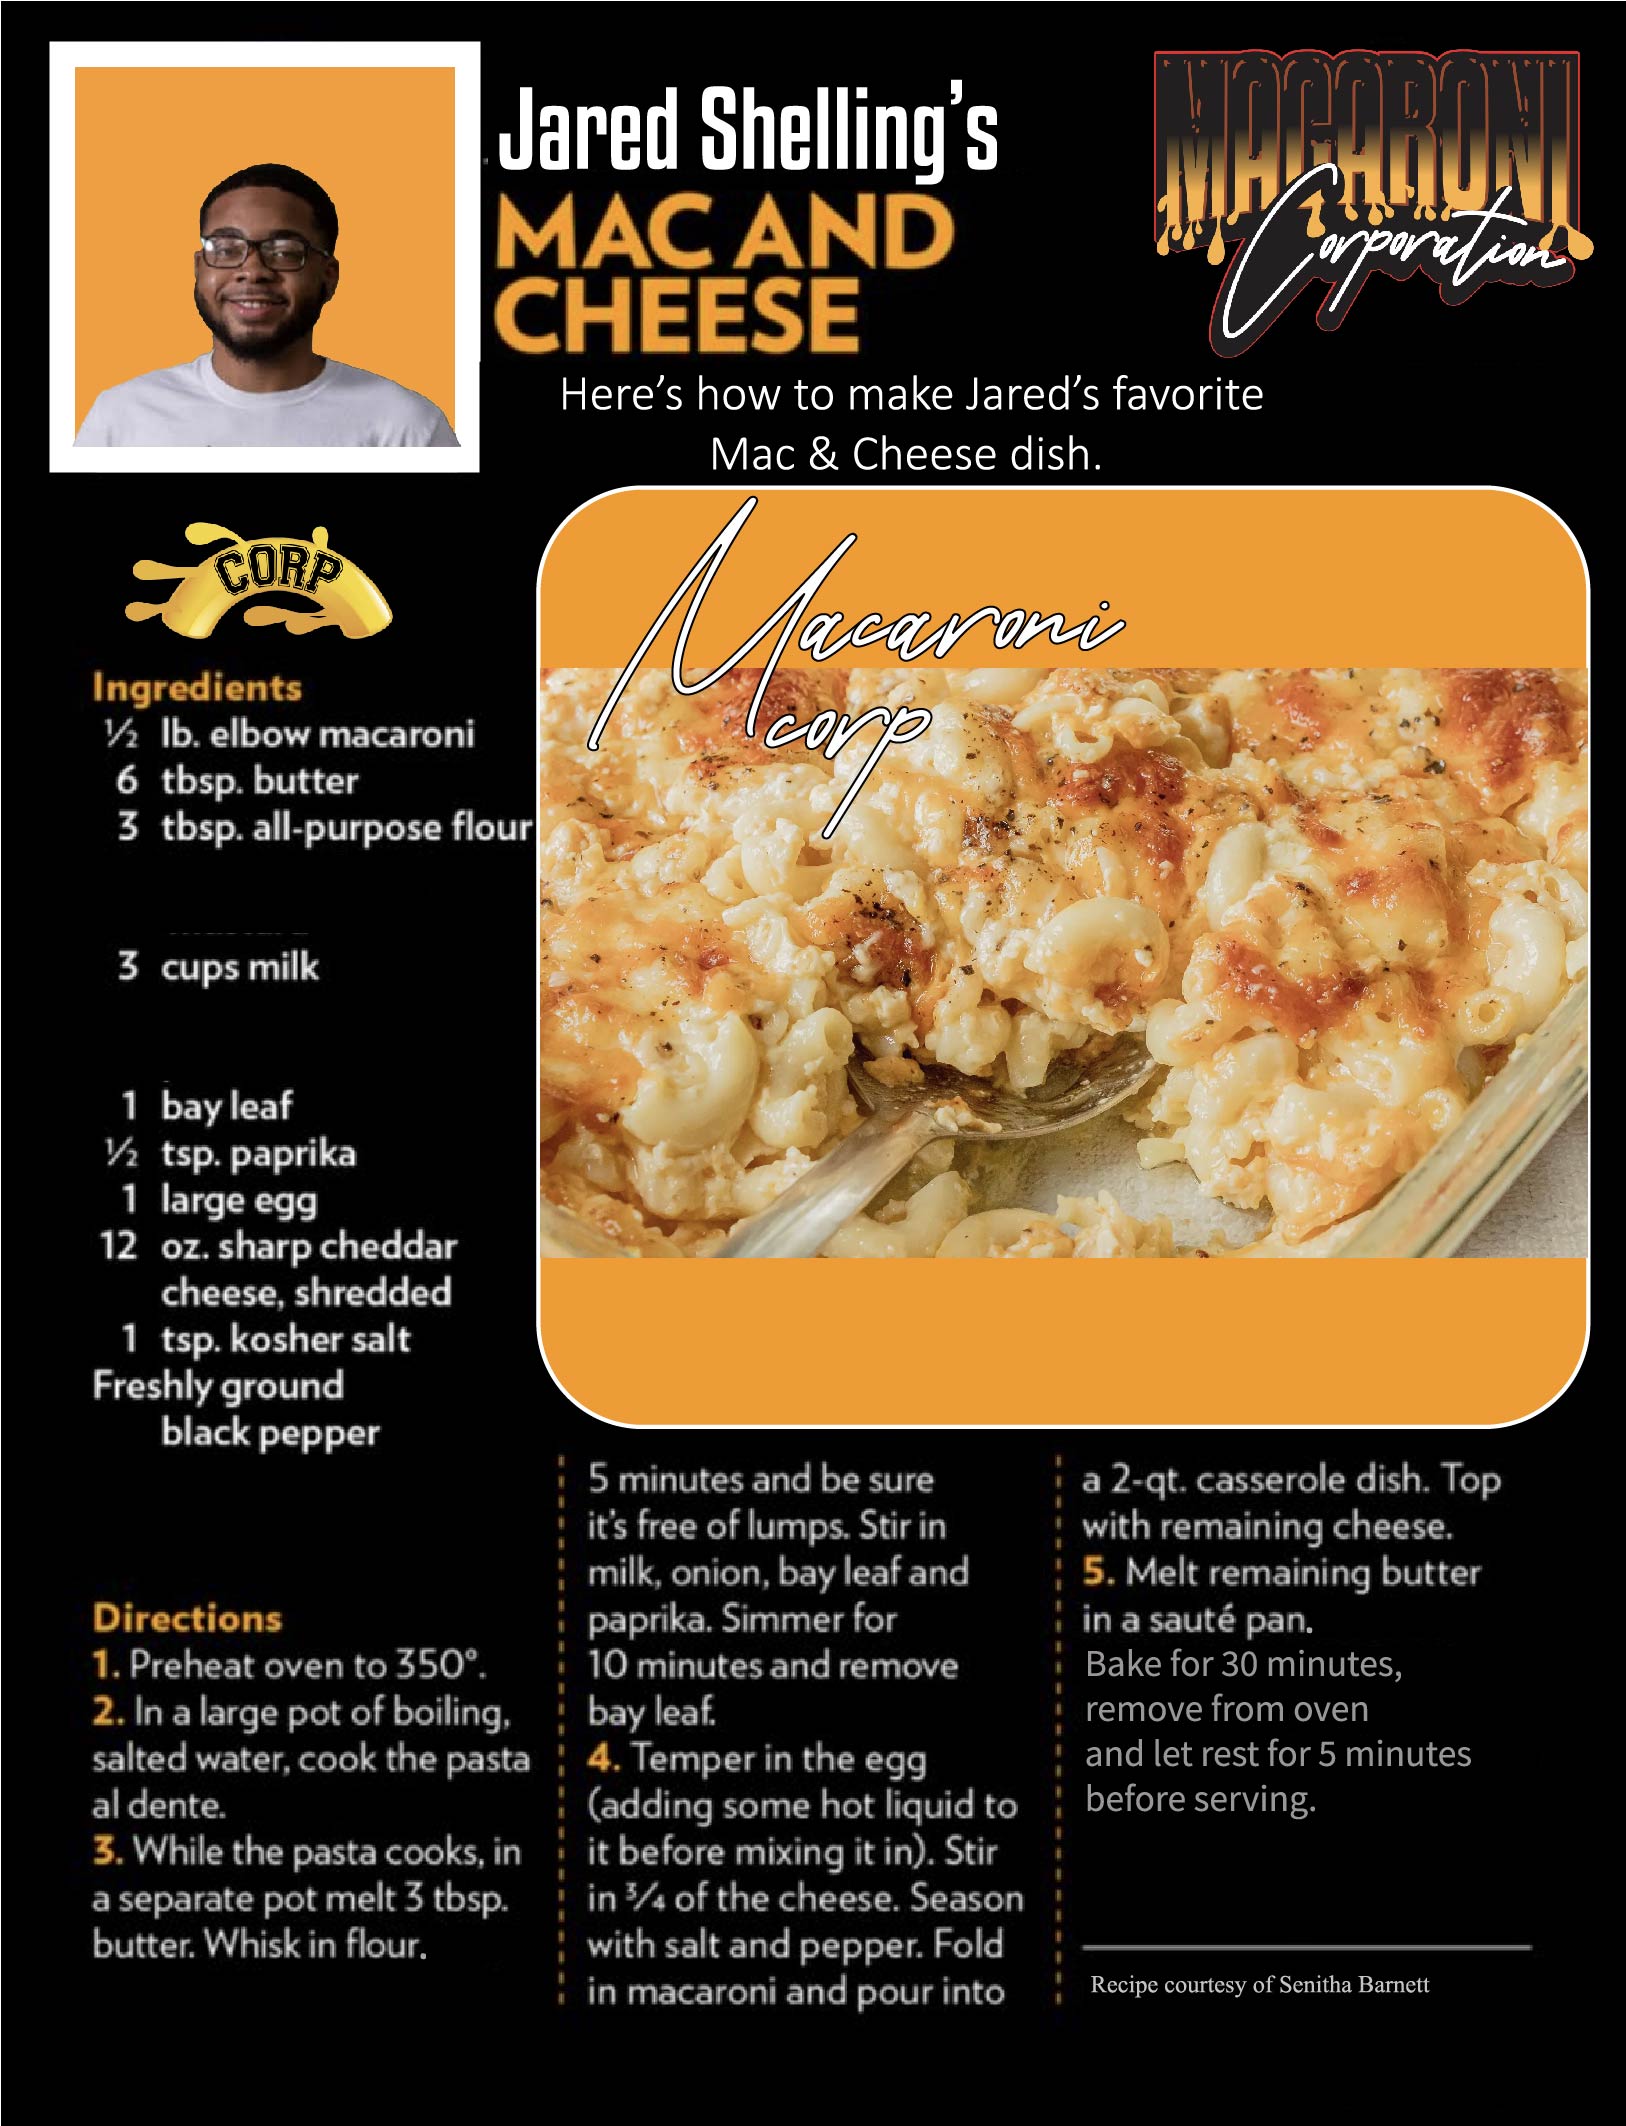 Jared Shelling's
MAC AND
CHEESE
MACARONI
Corporation
Here's how to make Jared's favorite
Mac & Cheese dish.
CORP
Macaroni
corp
Ingredients
½ lb. elbow macaroni
6 tbsp. butter
3 tbsp. all-purpose flour
3 cups milk
1 bay leaf
½ tsp. paprika
1 large egg
12 oz. sharp cheddar
cheese, shredded
1 tsp. kosher salt
Freshly ground
black pepper
Directions
1. Preheat oven to 350°.
2. In a large pot of boiling,
salted water, cook the pasta
al dente.
3. While the pasta cooks, in
a separate pot melt 3 tbsp.
butter. Whisk in flour.
5 minutes and be sure
it's free of lumps. Stir in
milk, onion, bay leaf and
paprika. Simmer for
10 minutes and remove
bay leaf.
4. Temper in the egg
(adding some hot liquid to
it before mixing it in). Stir
in ¾ of the cheese. Season
with salt and pepper. Fold
in macaroni and pour into
a 2-qt. casserole dish. Top
with remaining cheese.
5. Melt remaining butter
in a sauté pan.
Bake for 30 minutes,
remove from oven
and let rest for 5 minutes
before serving.
Recipe courtesy of Senitha Barnett